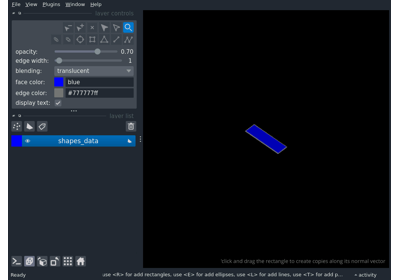 File View Plugins Window Help
layer controls
opacity: 0.70
edge width: 1
blending: translucent
face color: blue
edge color: #777777ff
display text:
layer list
shapes_data
click and drag the rectangle to create copies along its normal vector
Ready
use <R> for add rectangles, use <E> for add ellipses, use <L> for add lines, use <T> for add p...
activity